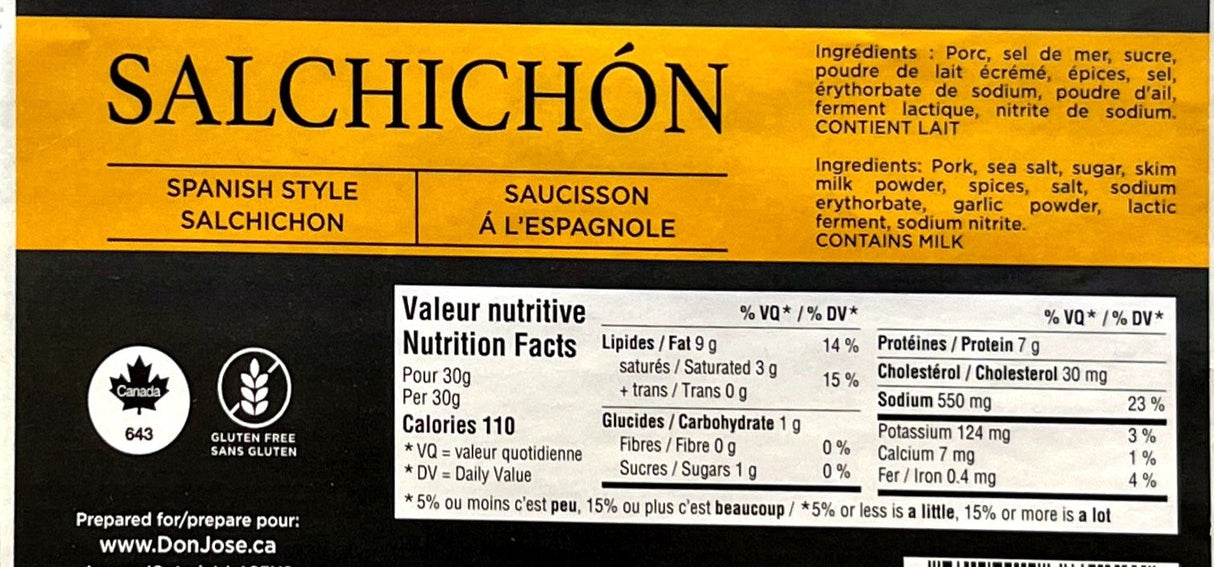 SALCHICHÓN
SPANISH STYLE
SALCHICHON
SAUCISSON
Á L'ESPAGNOLE
Ingrédients : Porc, sel de mer, sucre,
poudre de lait écrémé, épices, sel,
érythorbate de sodium, poudre d'ail,
ferment lactique, nitrite de sodium.
CONTIENT LAIT
Ingredients: Pork, sea salt, sugar, skim
milk powder, spices, salt, sodium
erythorbate, garlic powder, lactic
ferment, sodium nitrite.
CONTAINS MILK
Canada
643
GLUTEN FREE
SANS GLUTEN
Prepared for/prepare pour:
www.DonJose.ca
Valeur nutritive
Nutrition Facts
Pour 30g
Per 30g
Calories 110
* VQ = valeur quotidienne
* DV = Daily Value
% VQ* / % DV*
Lipides / Fat 9 g 14 %
saturés / Saturated 3 g
+ trans / Trans 0 g 15 %
Glucides / Carbohydrate 1 g
Fibres / Fibre 0 g 0 %
Sucres / Sugars 1 g 0 %
% VQ* / % DV*
Protéines / Protein 7 g
Cholestérol / Cholesterol 30 mg
Sodium 550 mg 23 %
Potassium 124 mg 3 %
Calcium 7 mg 1 %
Fer / Iron 0.4 mg 4 %
* 5% ou moins c'est peu, 15% ou plus c'est beaucoup / *5% or less is a little, 15% or more is a lot